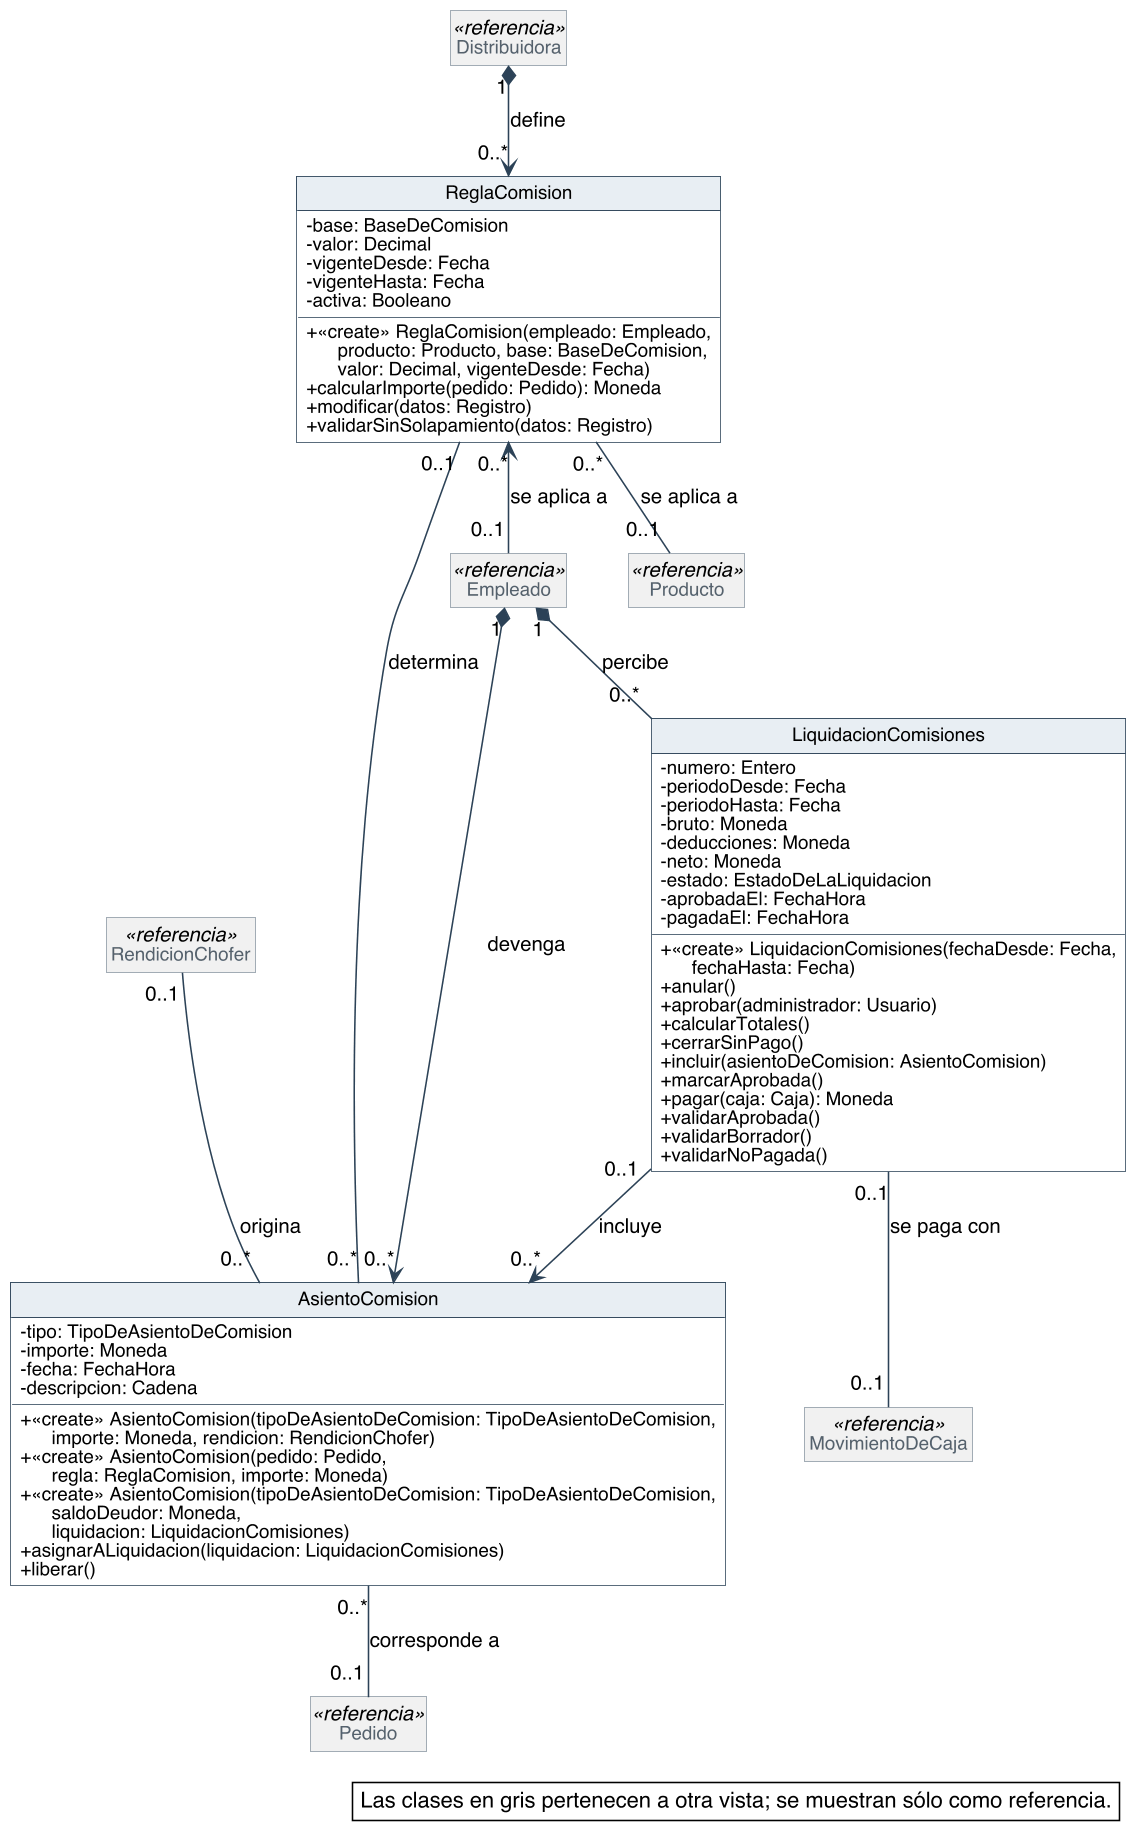 «referencia»
Distribuidora
1
define
0..*
ReglaComision
-base: BaseDeComision
-valor: Decimal
-vigenteDesde: Fecha
-vigenteHasta: Fecha
-activa: Booleano
+«create» ReglaComision(empleado: Empleado,
producto: Producto, base: BaseDeComision,
valor: Decimal, vigenteDesde: Fecha)
+calcularImporte(pedido: Pedido): Moneda
+modificar(datos: Registro)
+validarSinSolapamiento(datos: Registro)
0..1 0..* 0..*
se aplica a se aplica a
0..1 0..1
«referencia» «referencia»
Empleado Producto
1 1
determina percibe
0..*
LiquidacionComisiones
-numero: Entero
-periodoDesde: Fecha
-periodoHasta: Fecha
-bruto: Moneda
-deducciones: Moneda
-neto: Moneda
-estado: EstadoDeLaLiquidacion
-aprobadaEl: FechaHora
-pagadaEl: FechaHora
+«create» LiquidacionComisiones(fechaDesde: Fecha,
fechaHasta: Fecha)
+anular()
+aprobar(administrador: Usuario)
+calcularTotales()
+cerrarSinPago()
+incluir(asientoDeComision: AsientoComision)
+marcarAprobada()
+pagar(caja: Caja): Moneda
+validarAprobada()
+validarBorrador()
+validarNoPagada()
«referencia»
RendicionChofer
devenga
0..1
0..1 0..1
origina incluye se paga con
0..* 0..* 0..* 0..*
AsientoComision
-tipo: TipoDeAsientoDeComision
-importe: Moneda
-fecha: FechaHora
-descripcion: Cadena
+«create» AsientoComision(tipoDeAsientoDeComision: TipoDeAsientoDeComision,
importe: Moneda, rendicion: RendicionChofer)
+«create» AsientoComision(pedido: Pedido,
regla: ReglaComision, importe: Moneda)
+«create» AsientoComision(tipoDeAsientoDeComision: TipoDeAsientoDeComision,
saldoDeudor: Moneda,
liquidacion: LiquidacionComisiones)
+asignarALiquidacion(liquidacion: LiquidacionComisiones)
+liberar()
0..1
«referencia»
MovimientoDeCaja
0..*
corresponde a
0..1
«referencia»
Pedido
Las clases en gris pertenecen a otra vista; se muestran sólo como referencia.